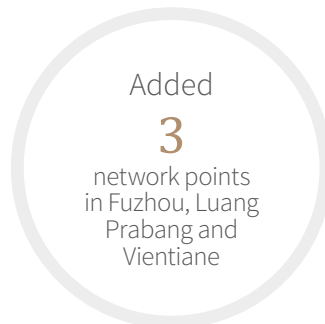 Added
3
network points
in Fuzhou, Luang
Prabang and
Vientiane